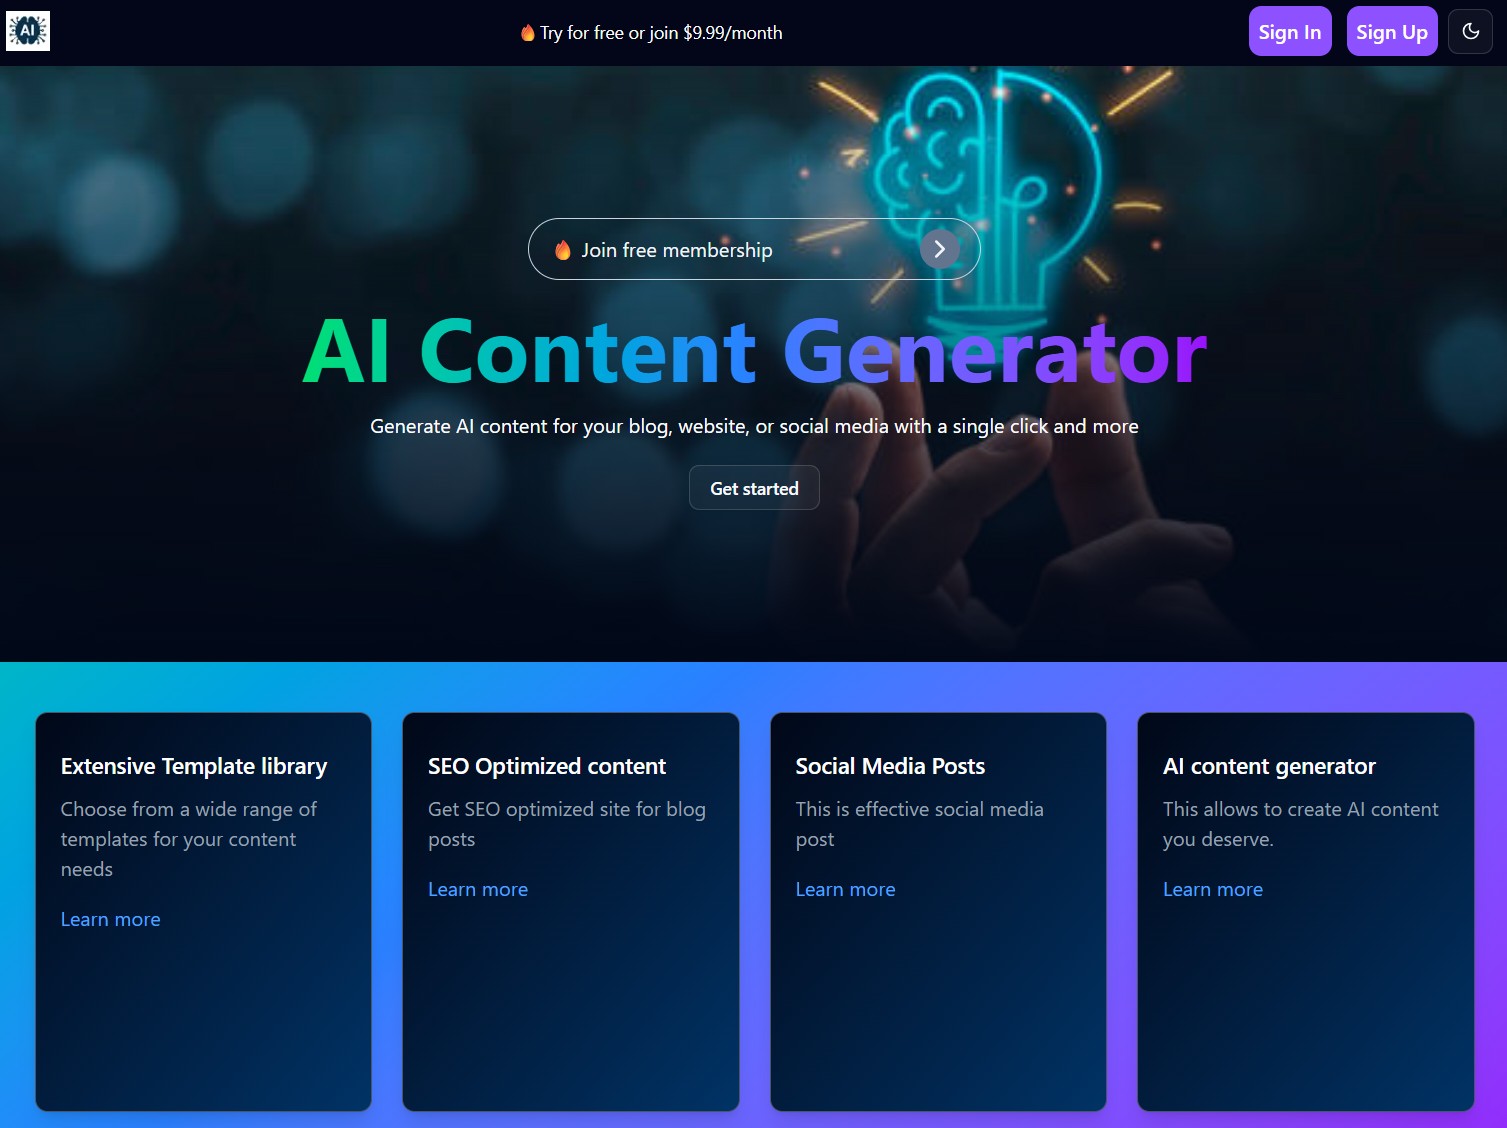 AI
🔥Try for free or join $9.99/month
Sign In
Sign Up
🔥 Join free membership
AI Content Generator
Generate AI content for your blog, website, or social media with a single click and more
Get started
Extensive Template library
Choose from a wide range of
templates for your content
needs
Learn more
SEO Optimized content
Get SEO optimized site for blog
posts
Learn more
Social Media Posts
This is effective social media
post
Learn more
AI content generator
This allows to create AI content
you deserve.
Learn more